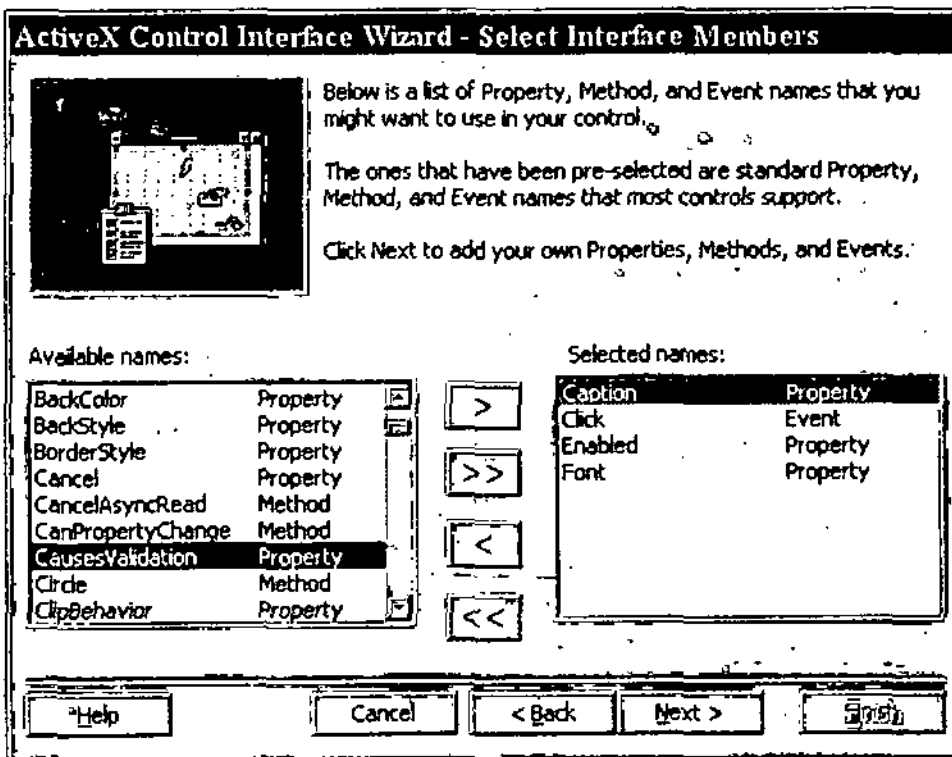 ActiveX Control Interface Wizard - Select Interface Members
Below is a list of Property, Method, and Event names that you
might want to use in your control.
The ones that have been pre-selected are standard Property,
Method, and Event names that most controls support.
Click Next to add your own Properties, Methods, and Events.
Available names:
BackColor Property
BackStyle Property
BorderStyle Property
Cancel Property
CancelAsyncRead Method
CanPropertyChange Method
CausesValidation Property
Circle Method
ClipBehavior Property
>
>>
<
<<
Selected names:
Caption Property
Click Event
Enabled Property
Font Property
Help Cancel < Back Next > Finish